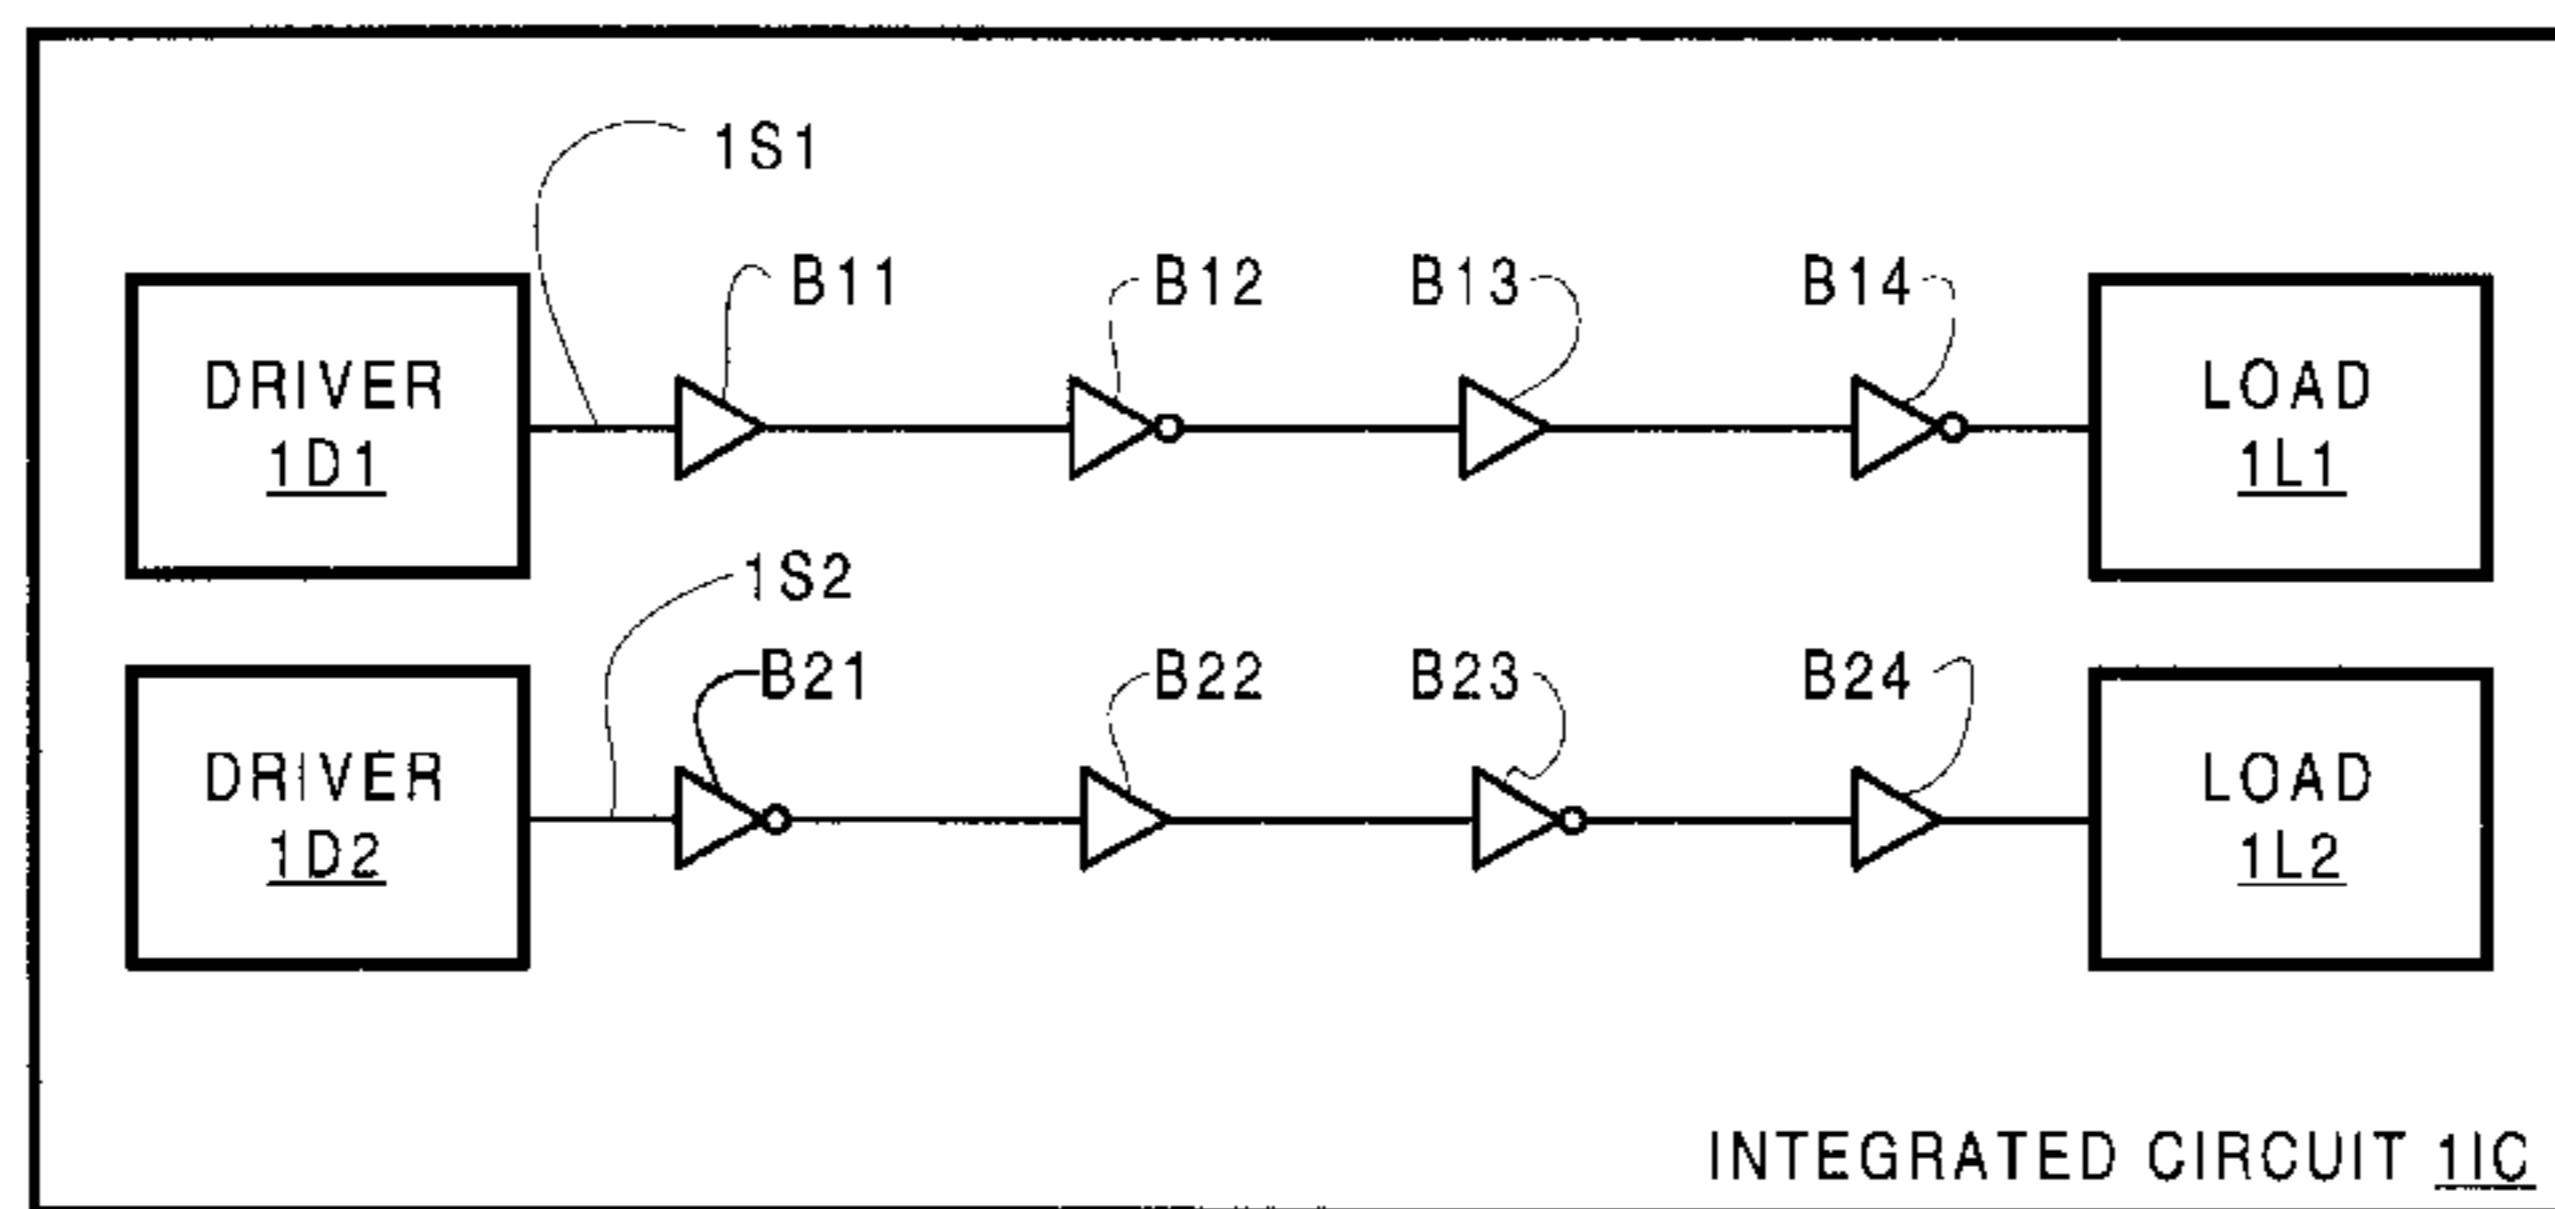 1S1
B11
B12
B13
B14
DRIVER
1D1
LOAD
1L1
1S2
B21
B22
B23
B24
DRIVER
1D2
LOAD
1L2
INTEGRATED CIRCUIT 1IC